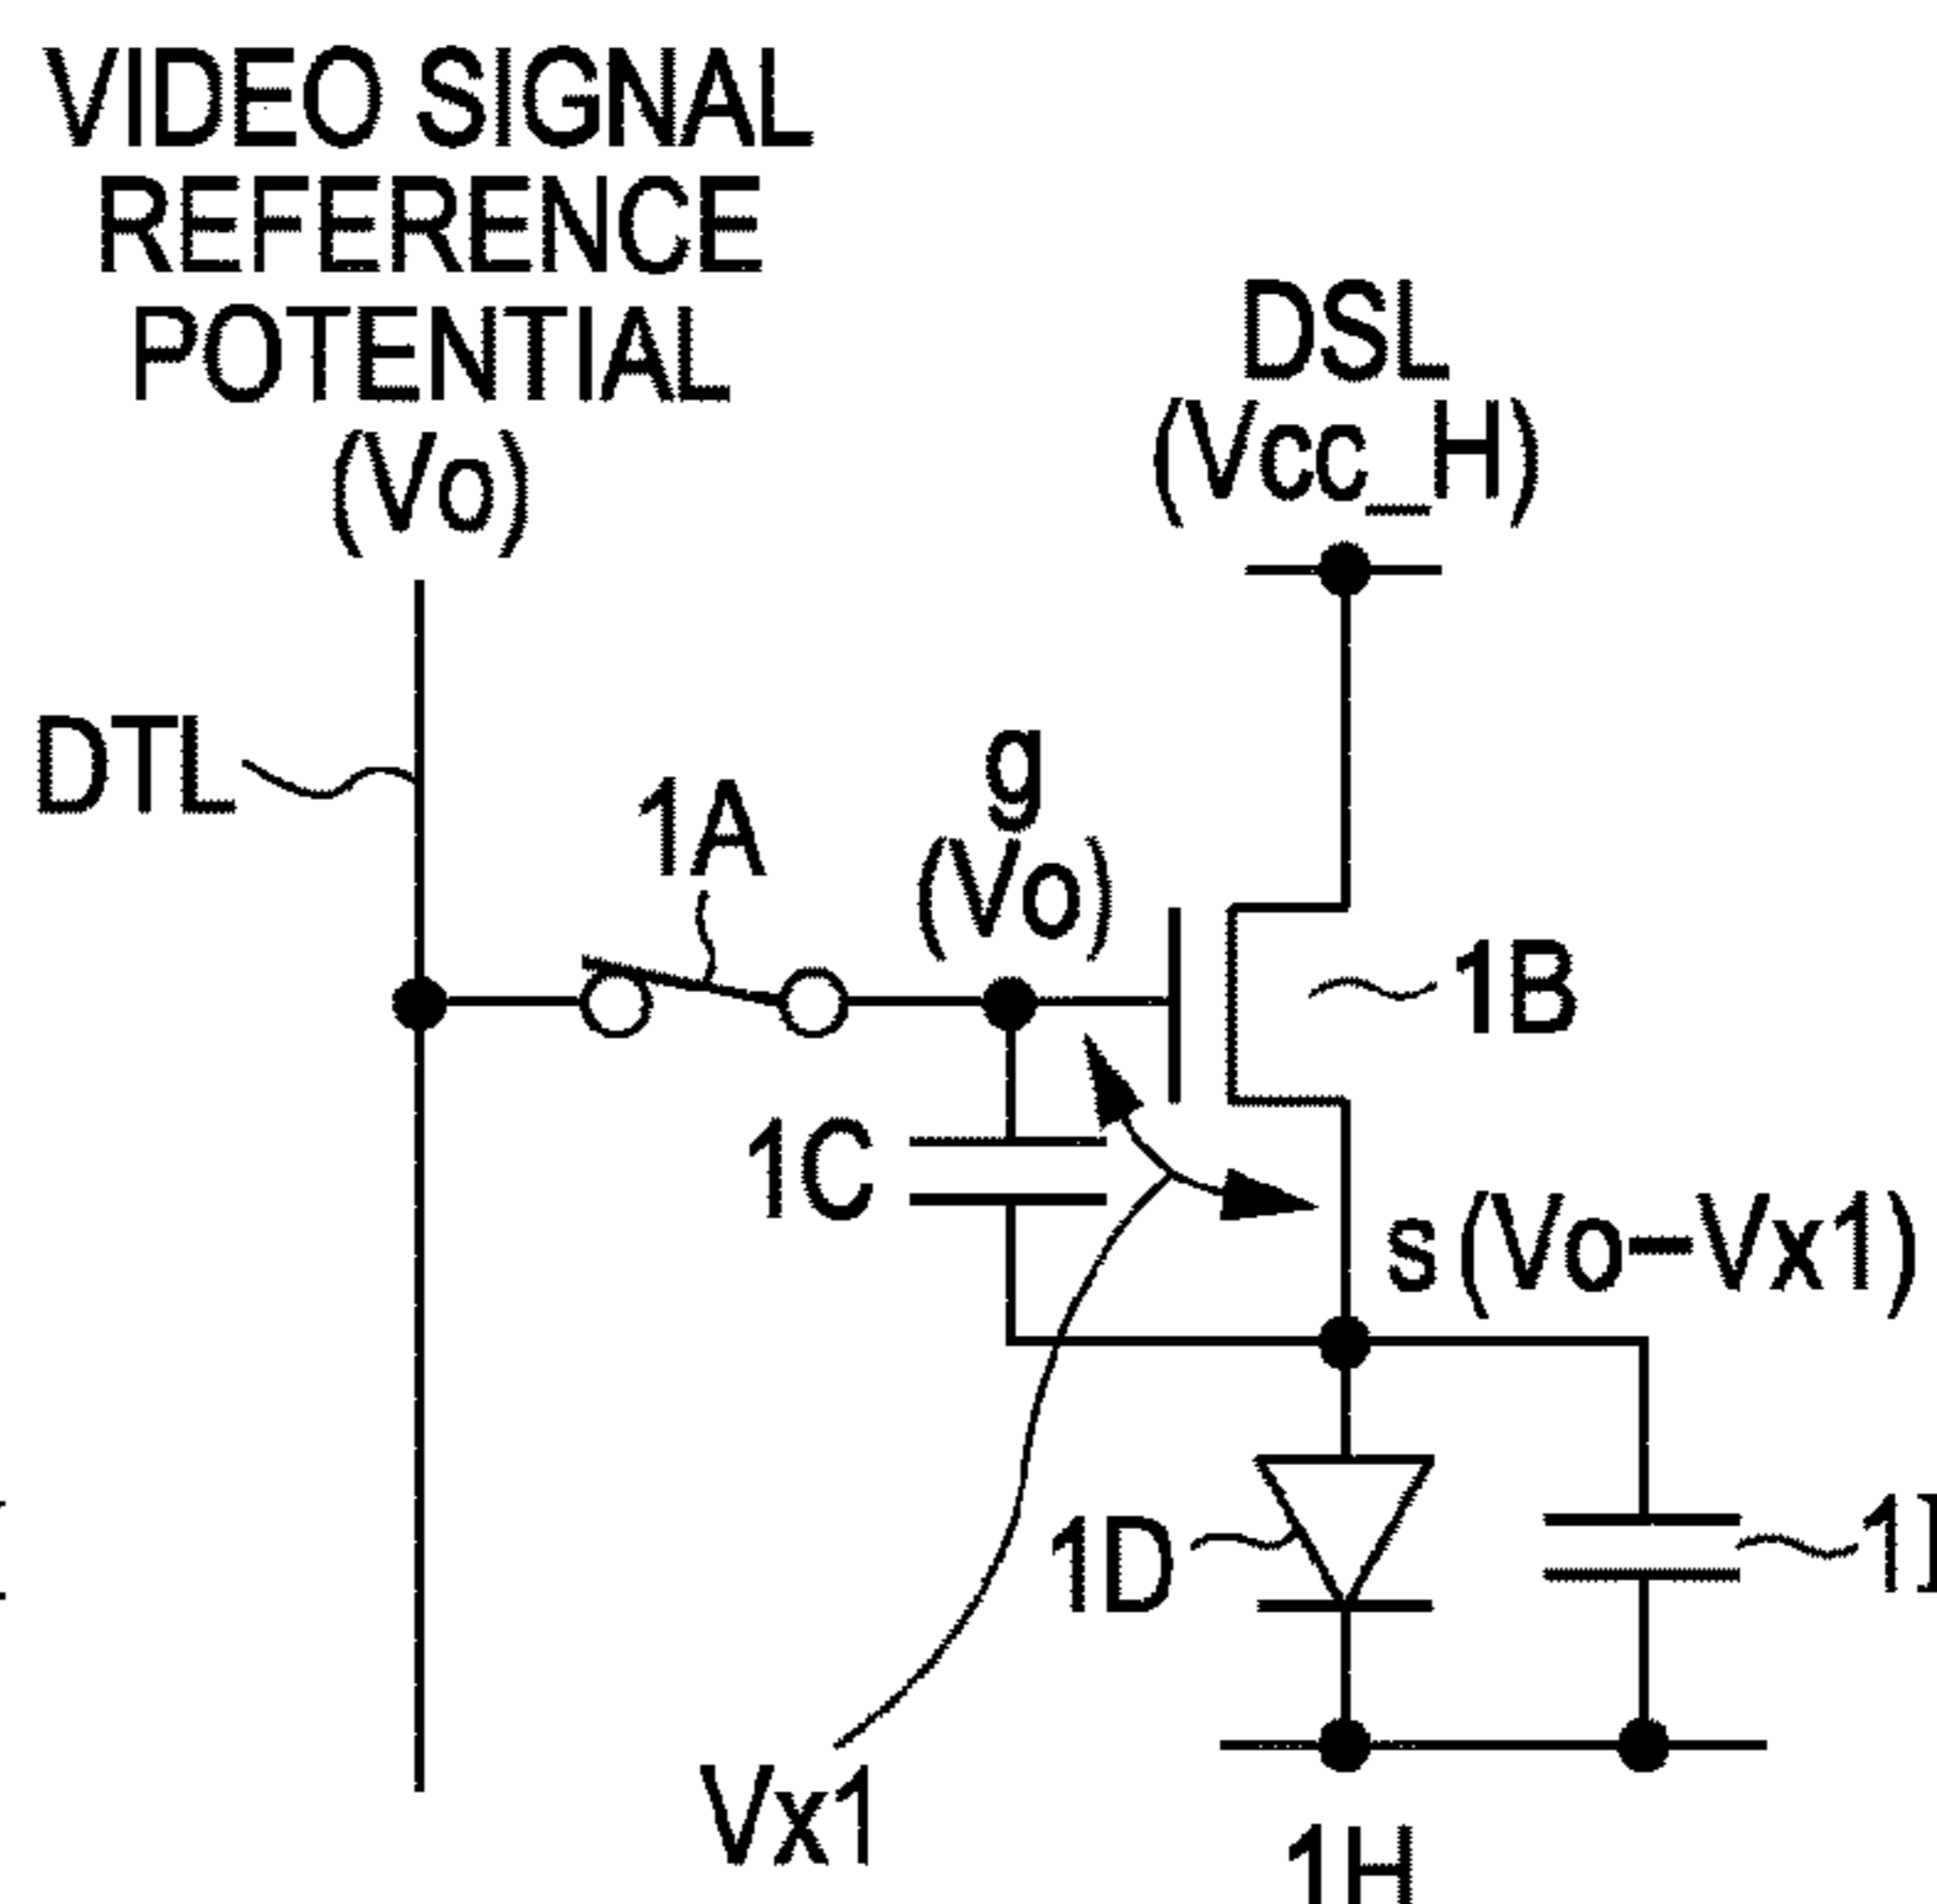 VIDEO SIGNAL
REFERENCE
POTENTIAL
(Vo)
DSL
(Vcc_H)
DTL
1A
g
(Vo)
1B
1C
s (Vo-Vx1)
1D
Vx1
1H